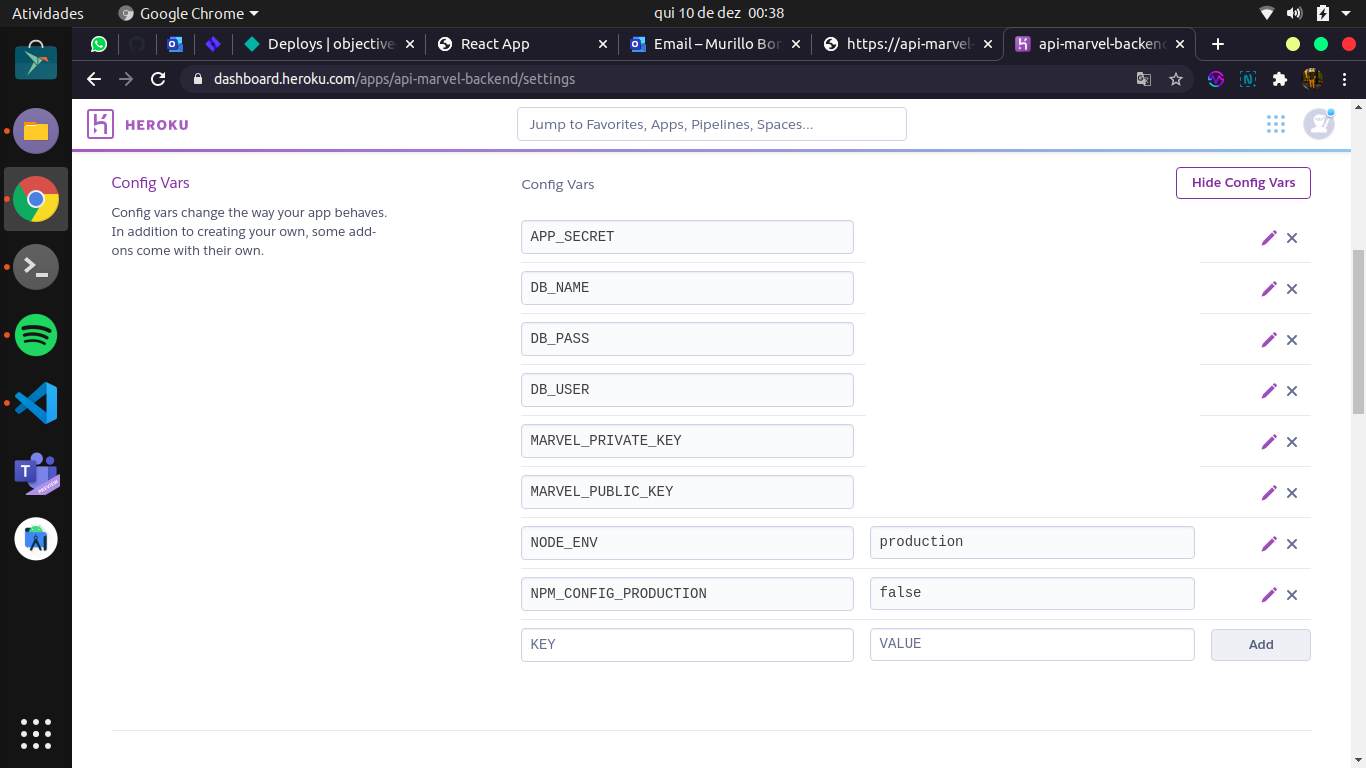 Atividades
Google Chrome
qui 10 de dez 00:38
Deploys | objective
React App
Email – Murillo Bor
https://api-marvel-
api-marvel-backend
dashboard.heroku.com/apps/api-marvel-backend/settings
HEROKU
Jump to Favorites, Apps, Pipelines, Spaces...
Config Vars
Config vars change the way your app behaves.
In addition to creating your own, some add-
ons come with their own.
Config Vars
Hide Config Vars
APP_SECRET
DB_NAME
DB_PASS
DB_USER
MARVEL_PRIVATE_KEY
MARVEL_PUBLIC_KEY
NODE_ENV
production
NPM_CONFIG_PRODUCTION
false
KEY
VALUE
Add
T
PREVIEW